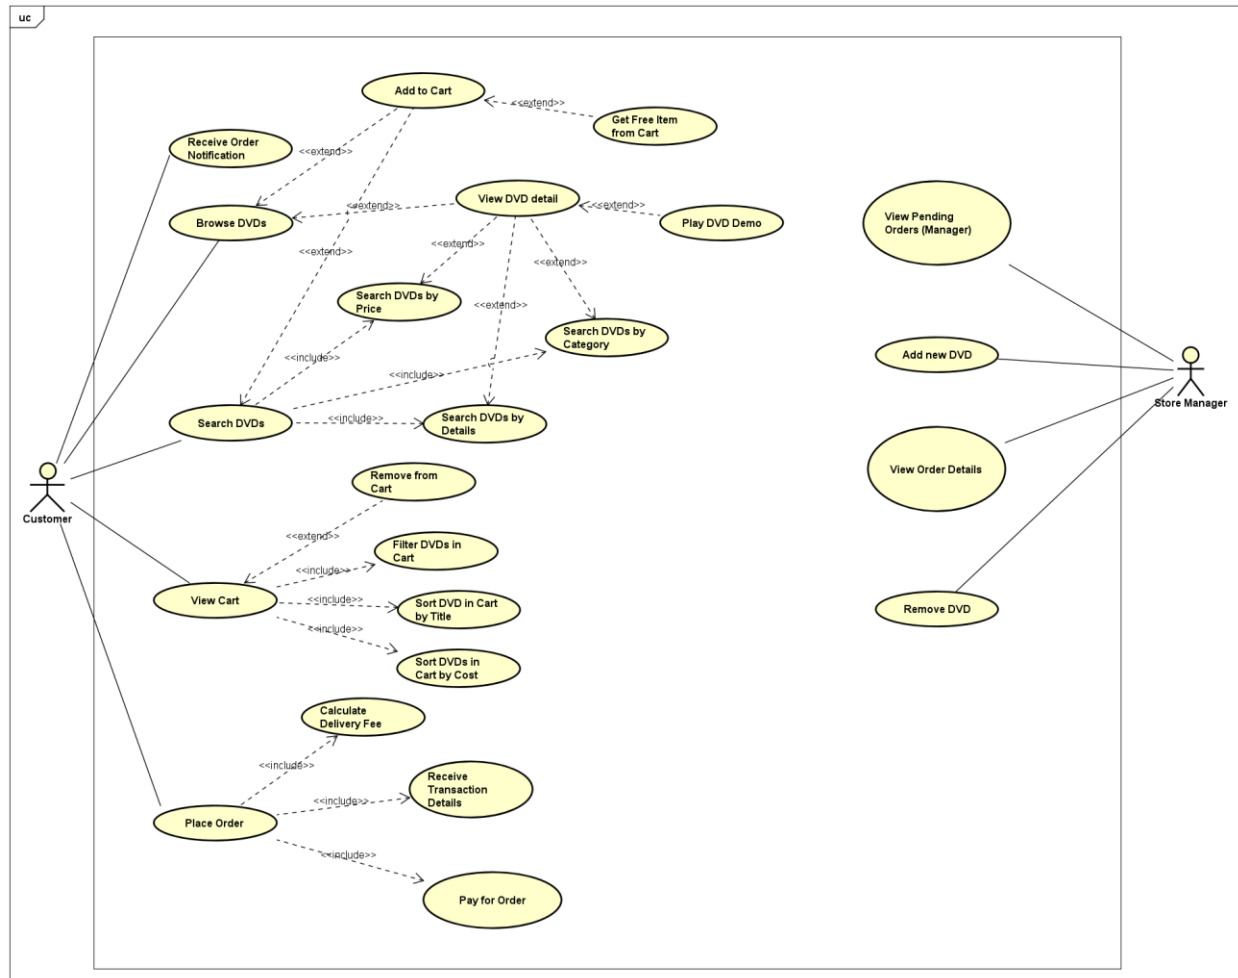 uc
Add to Cart
<<extend>>
Get Free Item
from Cart
Receive Order
Notification
<<extend>>
View DVD detail
<<extend>>
<<extend>>
Browse DVDs
Play DVD Demo
View Pending
Orders (Manager)
<<extend>>
<<extend>>
<<extend>>
Search DVDs by
Price
<<extend>>
Search DVDs by
Category
<<include>>
Add new DVD
<<include>>
Store Manager
Search DVDs
<<include>>
Search DVDs by
Details
Remove from
Cart
View Order Details
Customer
<<extend>>
Filter DVDs in
Cart
<<include>>
View Cart
<<include>>
Sort DVD in Cart
by Title
Remove DVD
<<include>>
Sort DVDs in
Cart by Cost
Calculate
Delivery Fee
<<include>>
Receive
Transaction
Details
<<include>>
Place Order
<<include>>
Pay for Order